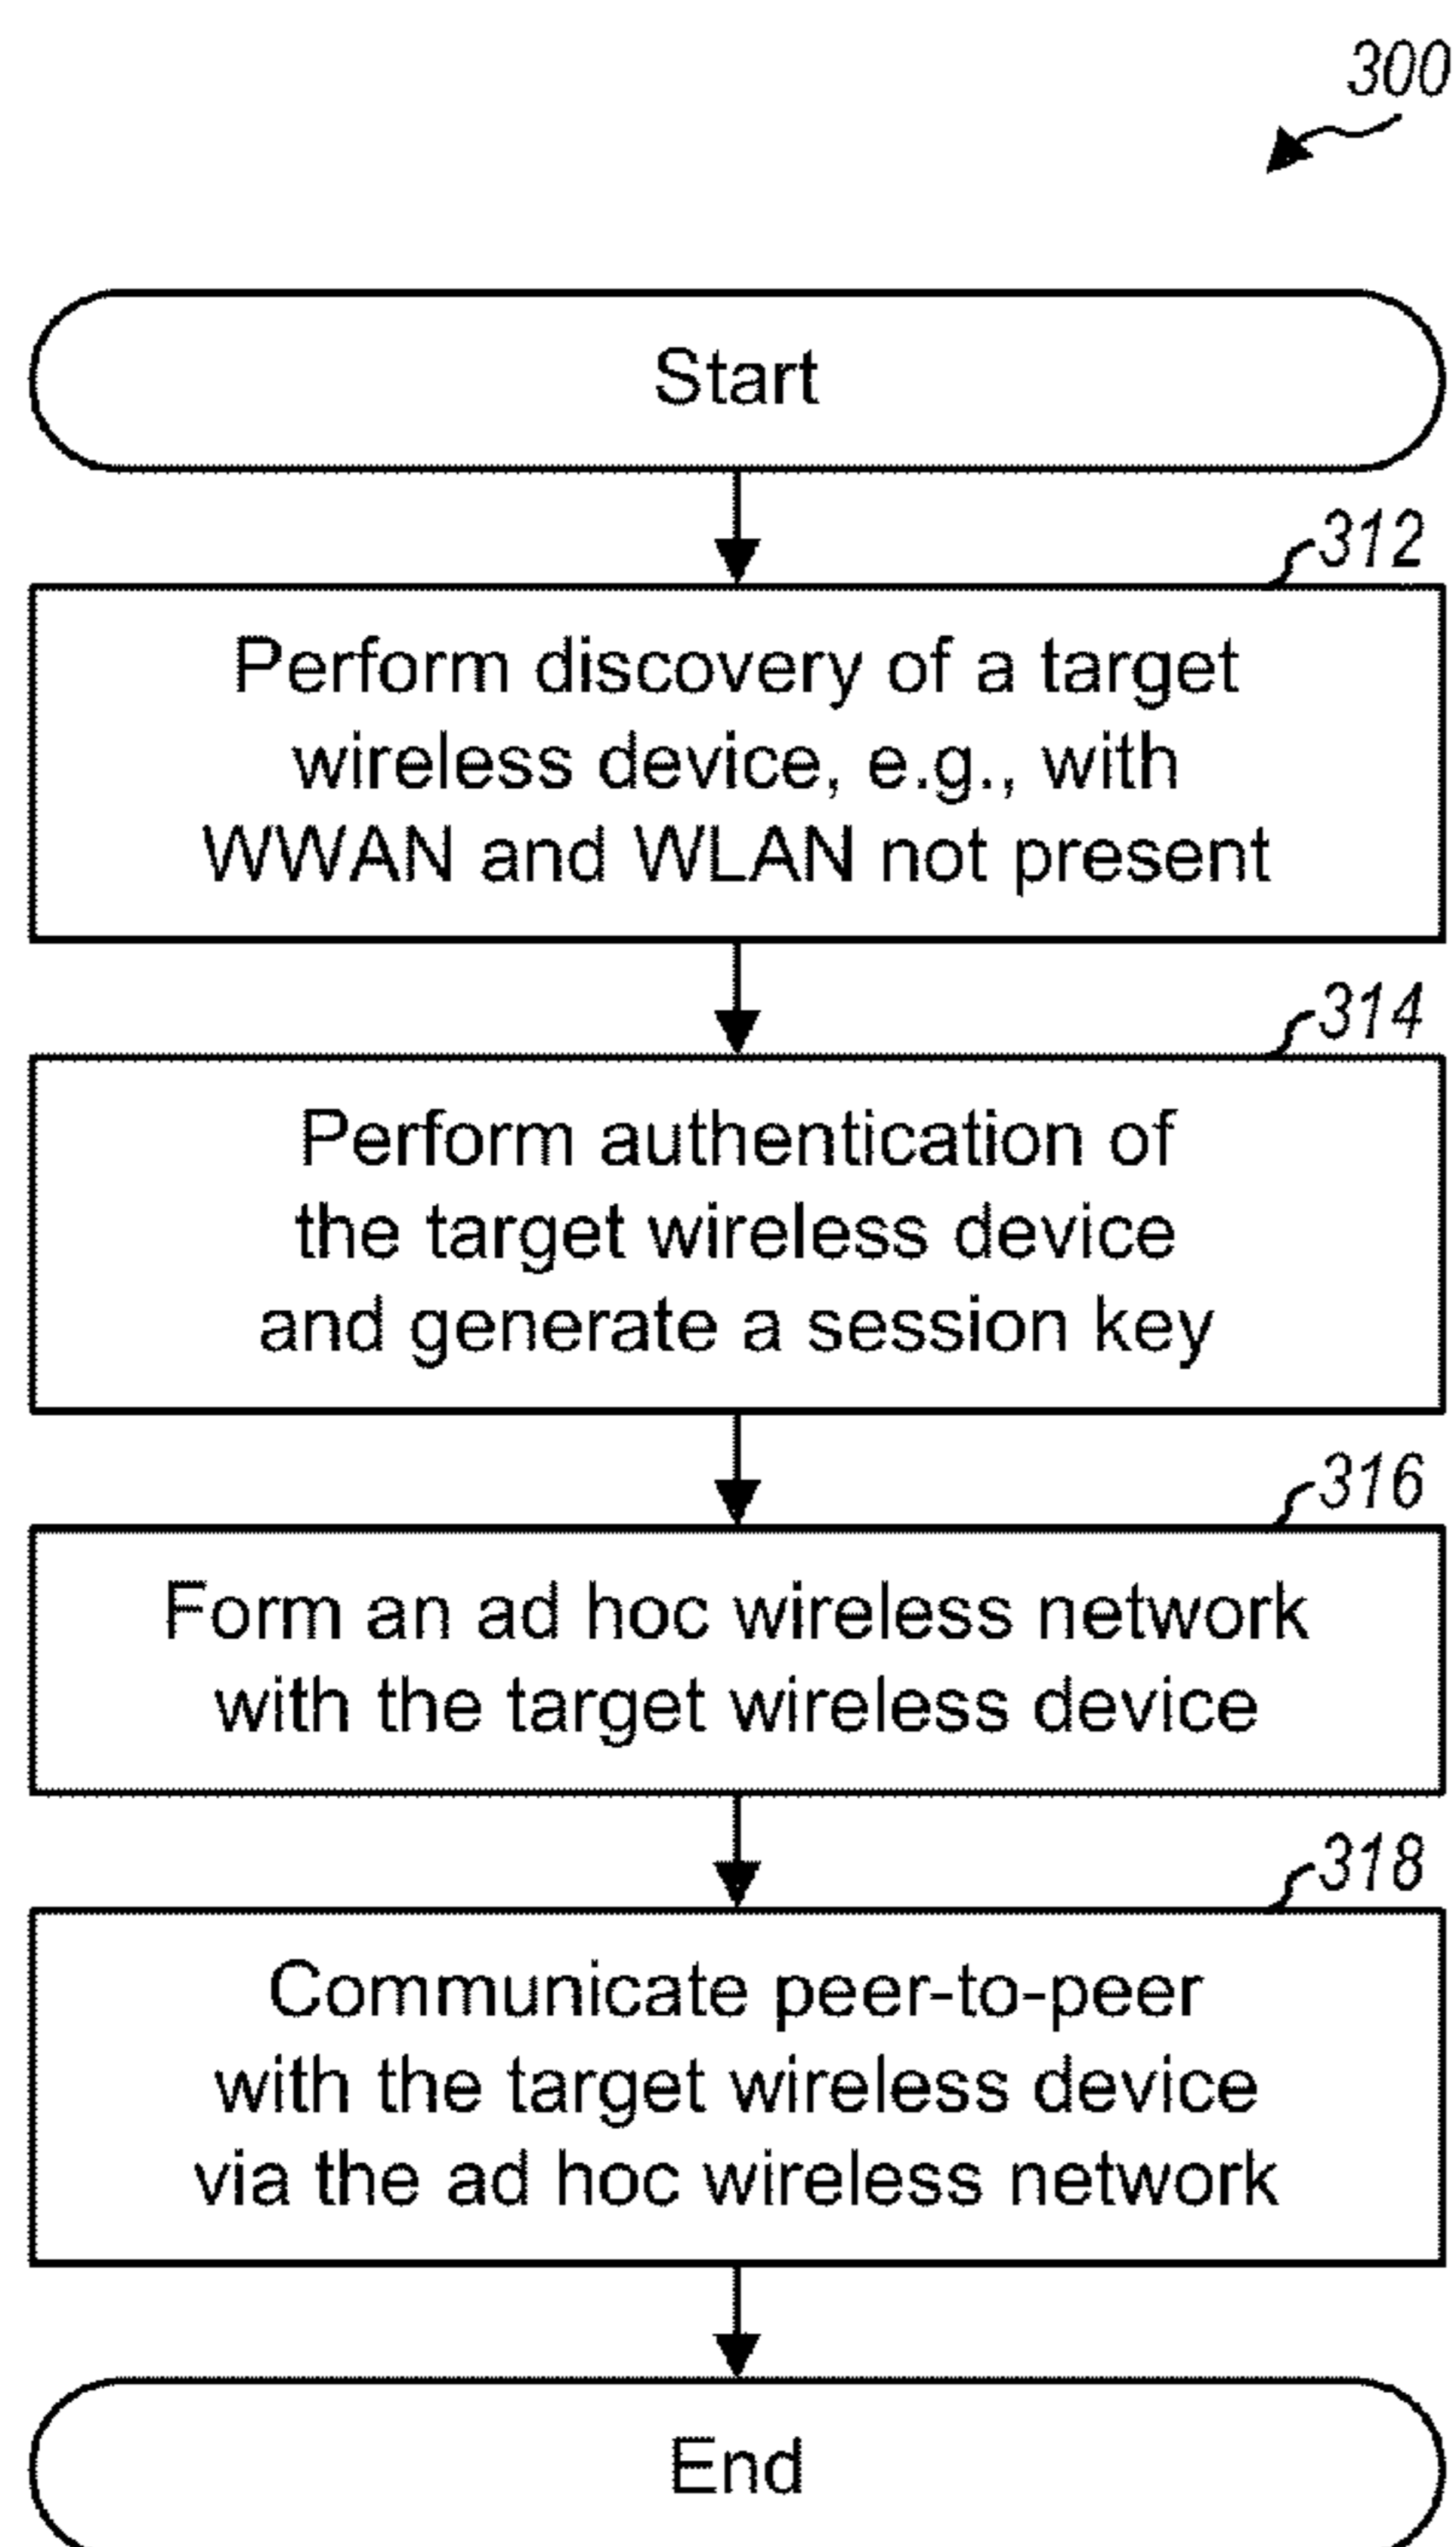 300
Start
312
Perform discovery of a target
wireless device, e.g., with
WWAN and WLAN not present
314
Perform authentication of
the target wireless device
and generate a session key
316
Form an ad hoc wireless network
with the target wireless device
318
Communicate peer-to-peer
with the target wireless device
via the ad hoc wireless network
End